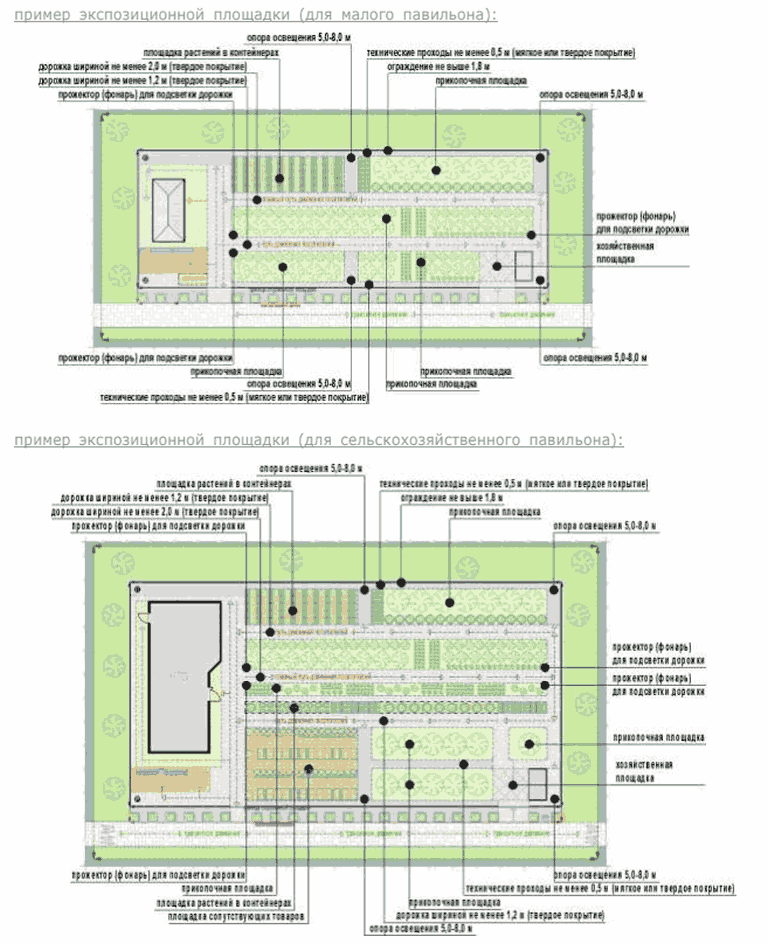 пример экспозиционной площадки (для малого павильона):
опора освещения 5,0-8,0 м
площадка растений в контейнерах
технические проходы не менее 0,5 м (мягкое или твердое покрытие)
дорожка шириной не менее 2,0 м (твердое покрытие)
ограждение не выше 1,8 м
дорожка шириной не менее 1,2 м (твердое покрытие)
прикопочная площадка
прожектор (фонарь) для подсветки дорожки
опора освещения 5,0-8,0 м
прожектор (фонарь)
для подсветки дорожки
хозяйственная
площадка
прожектор (фонарь) для подсветки дорожки
опора освещения 5,0-8,0 м
прикопочная площадка
прикопочная площадка
опора освещения 5,0-8,0 м
прикопочная площадка
технические проходы не менее 0,5 м (мягкое или твердое покрытие)
пример экспозиционной площадки (для сельскохозяйственного павильона):
опора освещения 5,0-8,0 м
площадка растений в контейнерах
технические проходы не менее 0,5 м (мягкое или твердое покрытие)
дорожка шириной не менее 1,2 м (твердое покрытие)
ограждение не выше 1,8 м
дорожка шириной не менее 2,0 м (твердое покрытие)
прикопочная площадка
прожектор (фонарь) для подсветки дорожки
опора освещения 5,0-8,0 м
прожектор (фонарь)
для подсветки дорожки
прожектор (фонарь)
для подсветки дорожки
прикопочная площадка
хозяйственная
площадка
прожектор (фонарь) для подсветки дорожки
опора освещения 5,0-8,0 м
прикопочная площадка
технические проходы не менее 0,5 м (мягкое или твердое покрытие)
площадка растений в контейнерах
прикопочная площадка
площадка сопутствующих товаров
дорожка шириной не менее 1,2 м (твердое покрытие)
опора освещения 5,0-8,0 м